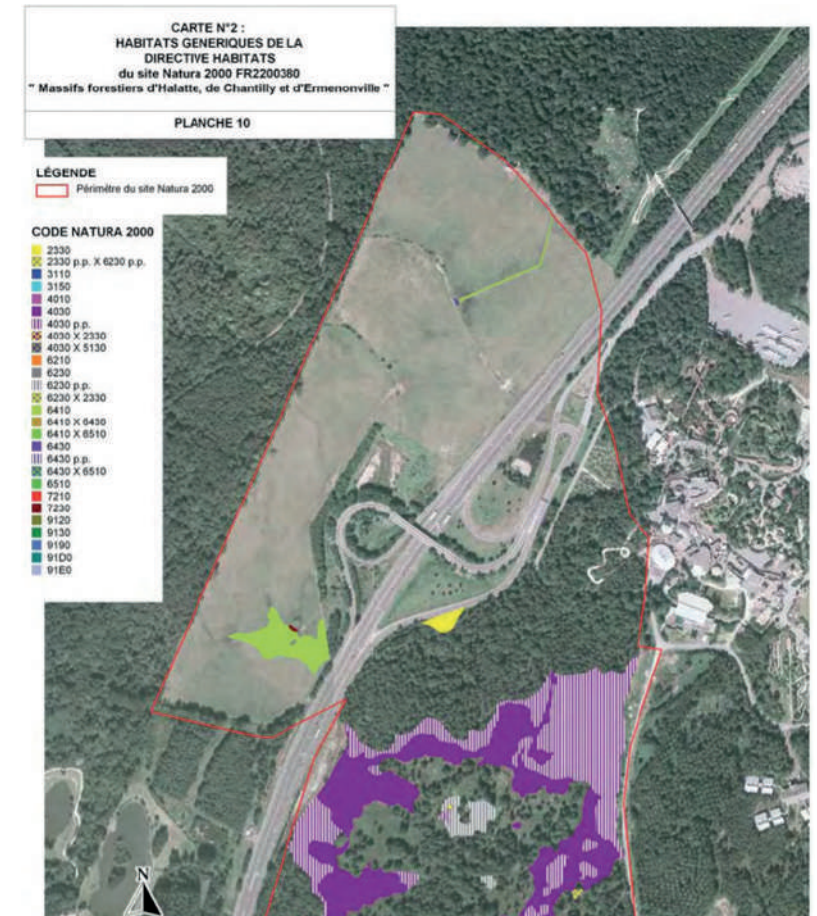 CARTE N°2 :
HABITATS GENERIQUES DE LA
DIRECTIVE HABITATS
du site Natura 2000 FR2200380
" Massifs forestiers d'Halatte, de Chantilly et d'Ermenonville "
PLANCHE 10
LÉGENDE
Périmètre du site Natura 2000
CODE NATURA 2000
2330
2330 p.p. X 6230 p.p.
3110
3150
4010
4030
4030 p.p.
4030 X 2330
4030 X 5130
6210
6230
6230 p.p.
6230 X 2330
6410
6410 X 6430
6410 X 6510
6430
6430 p.p.
6430 X 6510
6510
7210
7230
9120
9130
9190
91D0
91E0
N